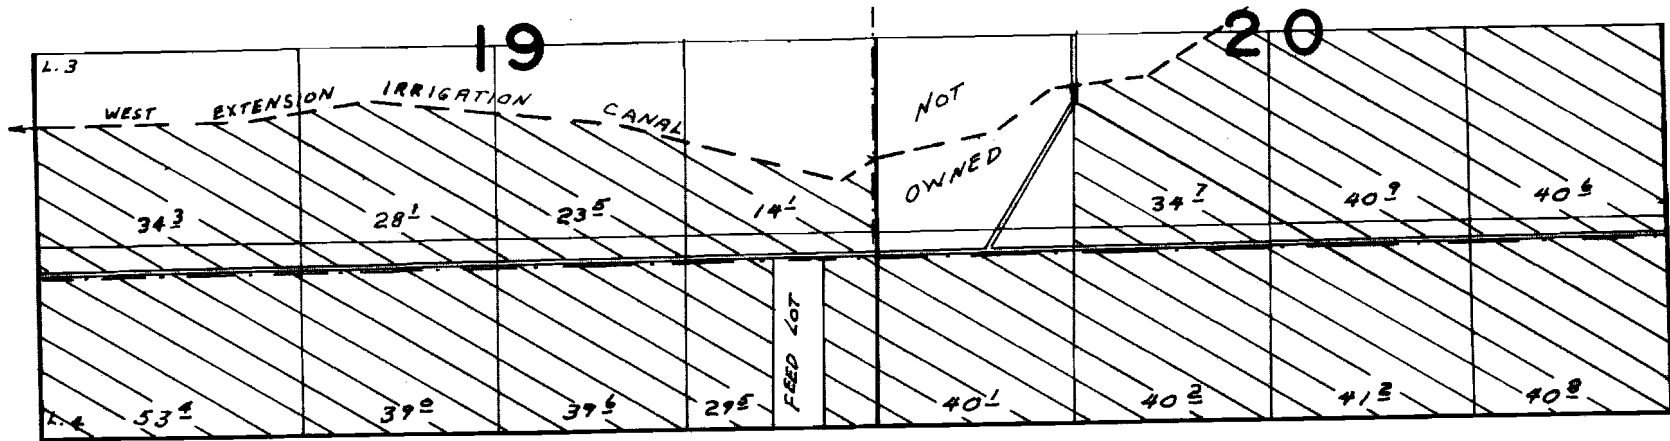 19
20
L. 3
WEST EXTENSION IRRIGATION CANAL
NOT OWNED
34 3 28 1 23 5 14 1 34 7 40 9 40 6
FEED LOT
L. 4 53 4 39 0 39 6 29 5 40 1 40 2 41 2 40 8